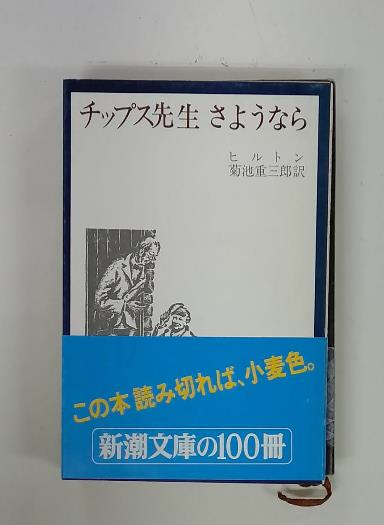 チップス先生 さようなら
ヒルトン
菊池重三郎訳
この本 読み切れば、小麦色。
新潮文庫の100冊